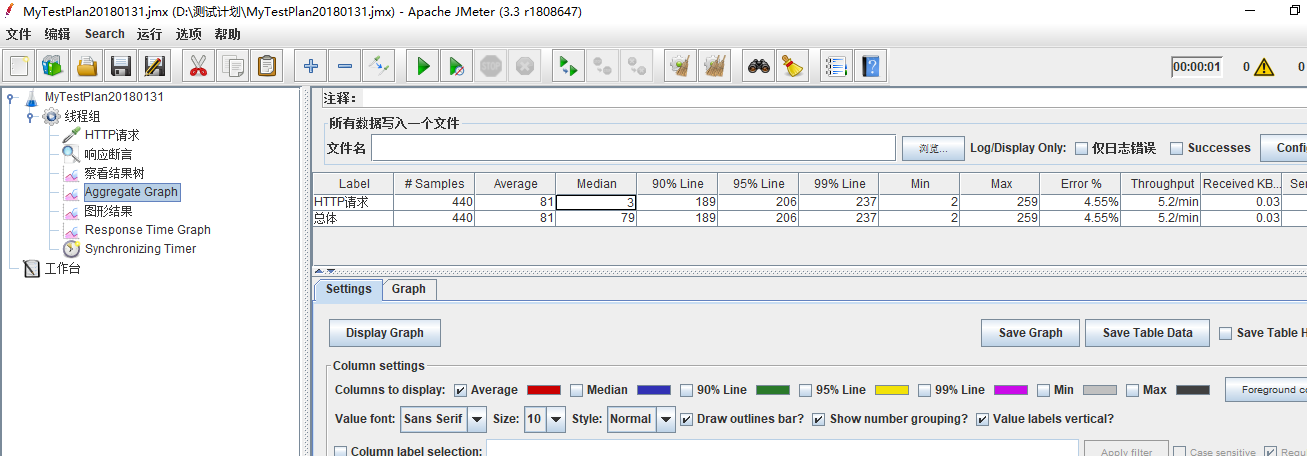 MyTestPlan20180131.jmx (D:\测试计划\MyTestPlan20180131.jmx) - Apache JMeter (3.3 r1808647)
文件 编辑 Search 运行 选项 帮助
STOP 00:00:01 0 0
MyTestPlan20180131
线程组
HTTP请求
响应断言
察看结果树
Aggregate Graph
图形结果
Response Time Graph
Synchronizing Timer
工作台
注释：
所有数据写入一个文件
文件名 浏览... Log/Display Only: 仅日志错误 Successes Confi
Label # Samples Average Median 90% Line 95% Line 99% Line Min Max Error % Throughput Received KB... Se
HTTP请求 440 81 3 189 206 237 2 259 4.55% 5.2/min 0.03
总体 440 81 79 189 206 237 2 259 4.55% 5.2/min 0.03
Settings Graph
Display Graph Save Graph Save Table Data Save Table H
Column settings
Columns to display: Average Median 90% Line 95% Line 99% Line Min Max Foreground co
Value font: Sans Serif Size: 10 Style: Normal Draw outlines bar? Show number grouping? Value labels vertical?
Column label selection: Apply filter Case sensitive Regu